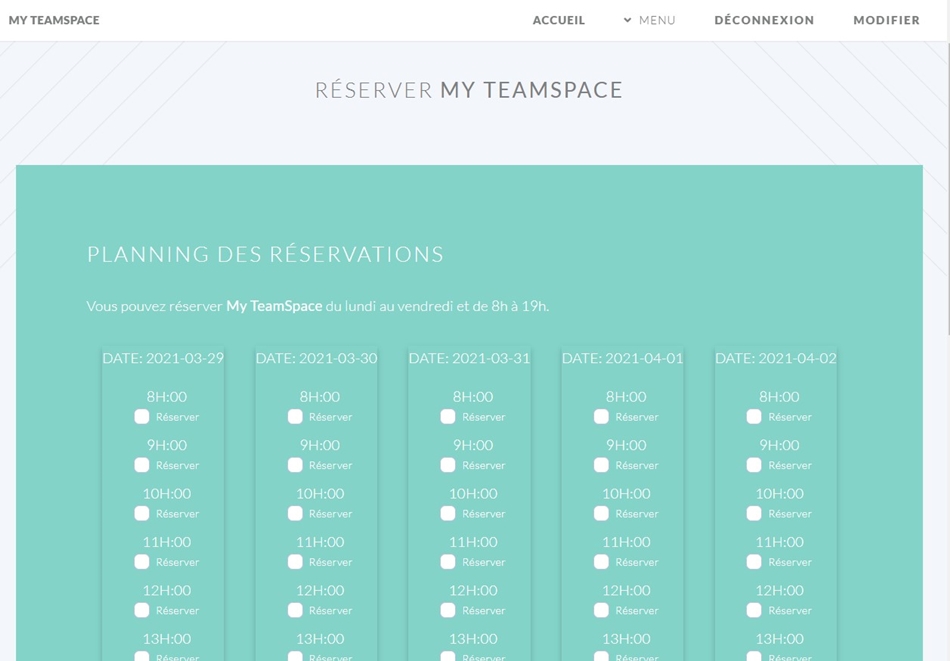 MY TEAMSPACE ACCUEIL MENU DÉCONNEXION MODIFIER
RÉSERVER MY TEAMSPACE
PLANNING DES RÉSERVATIONS
Vous pouvez réserver My TeamSpace du lundi au vendredi et de 8h à 19h.
DATE: 2021-03-29 DATE: 2021-03-30 DATE: 2021-03-31 DATE: 2021-04-01 DATE: 2021-04-02
8H:00 8H:00 8H:00 8H:00 8H:00
Réserver Réserver Réserver Réserver Réserver
9H:00 9H:00 9H:00 9H:00 9H:00
Réserver Réserver Réserver Réserver Réserver
10H:00 10H:00 10H:00 10H:00 10H:00
Réserver Réserver Réserver Réserver Réserver
11H:00 11H:00 11H:00 11H:00 11H:00
Réserver Réserver Réserver Réserver Réserver
12H:00 12H:00 12H:00 12H:00 12H:00
Réserver Réserver Réserver Réserver Réserver
13H:00 13H:00 13H:00 13H:00 13H:00
Réserver Réserver Réserver Réserver Réserver